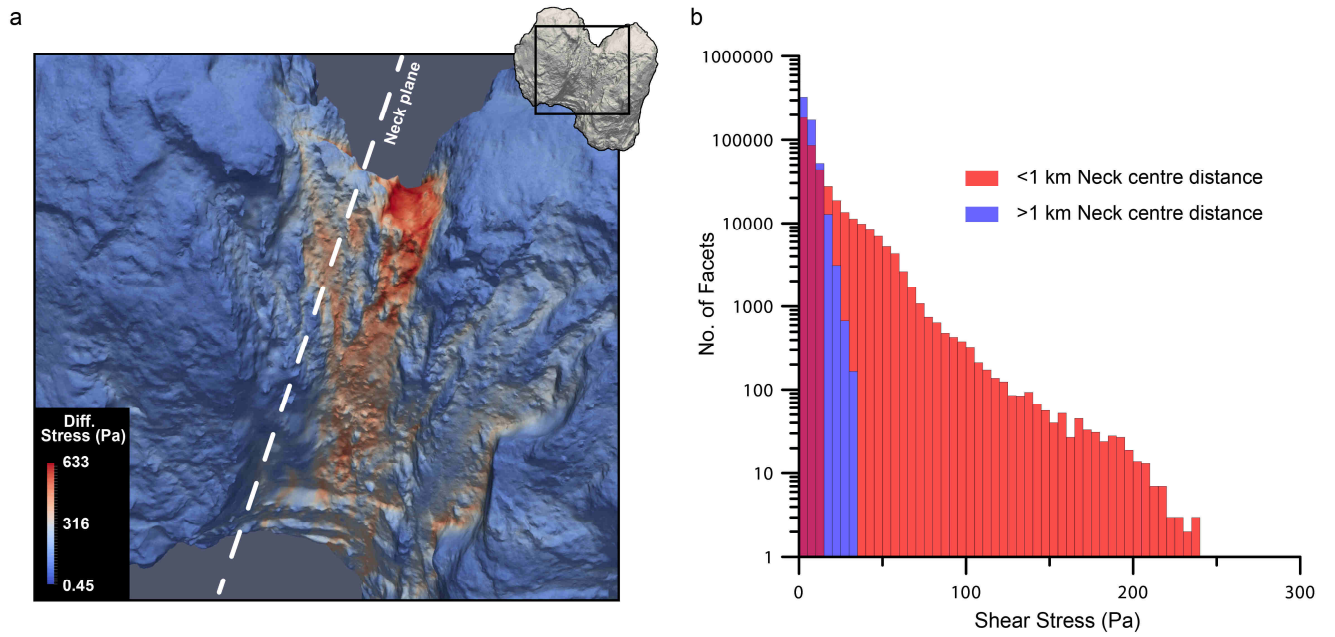 a
Neck plane
Diff.
Stress (Pa)
633
316
0.45
b
1000000
100000
10000
1000
100
10
1
No. of Facets
<1 km Neck centre distance
>1 km Neck centre distance
0
100
200
300
Shear Stress (Pa)